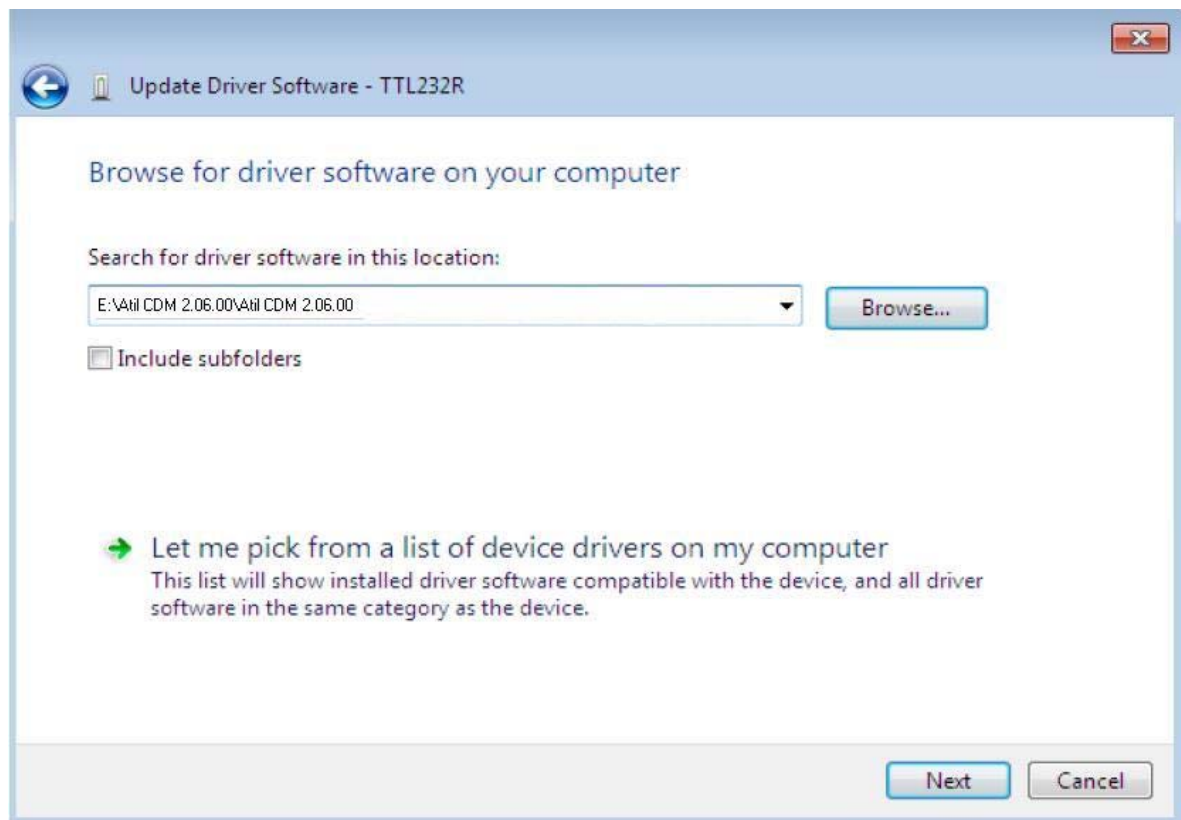 Update Driver Software - TTL232R
Browse for driver software on your computer
Search for driver software in this location:
E:\Atil CDM 2.06.00\Atil CDM 2.06.00
Browse...
Include subfolders
Let me pick from a list of device drivers on my computer
This list will show installed driver software compatible with the device, and all driver
software in the same category as the device.
Next
Cancel